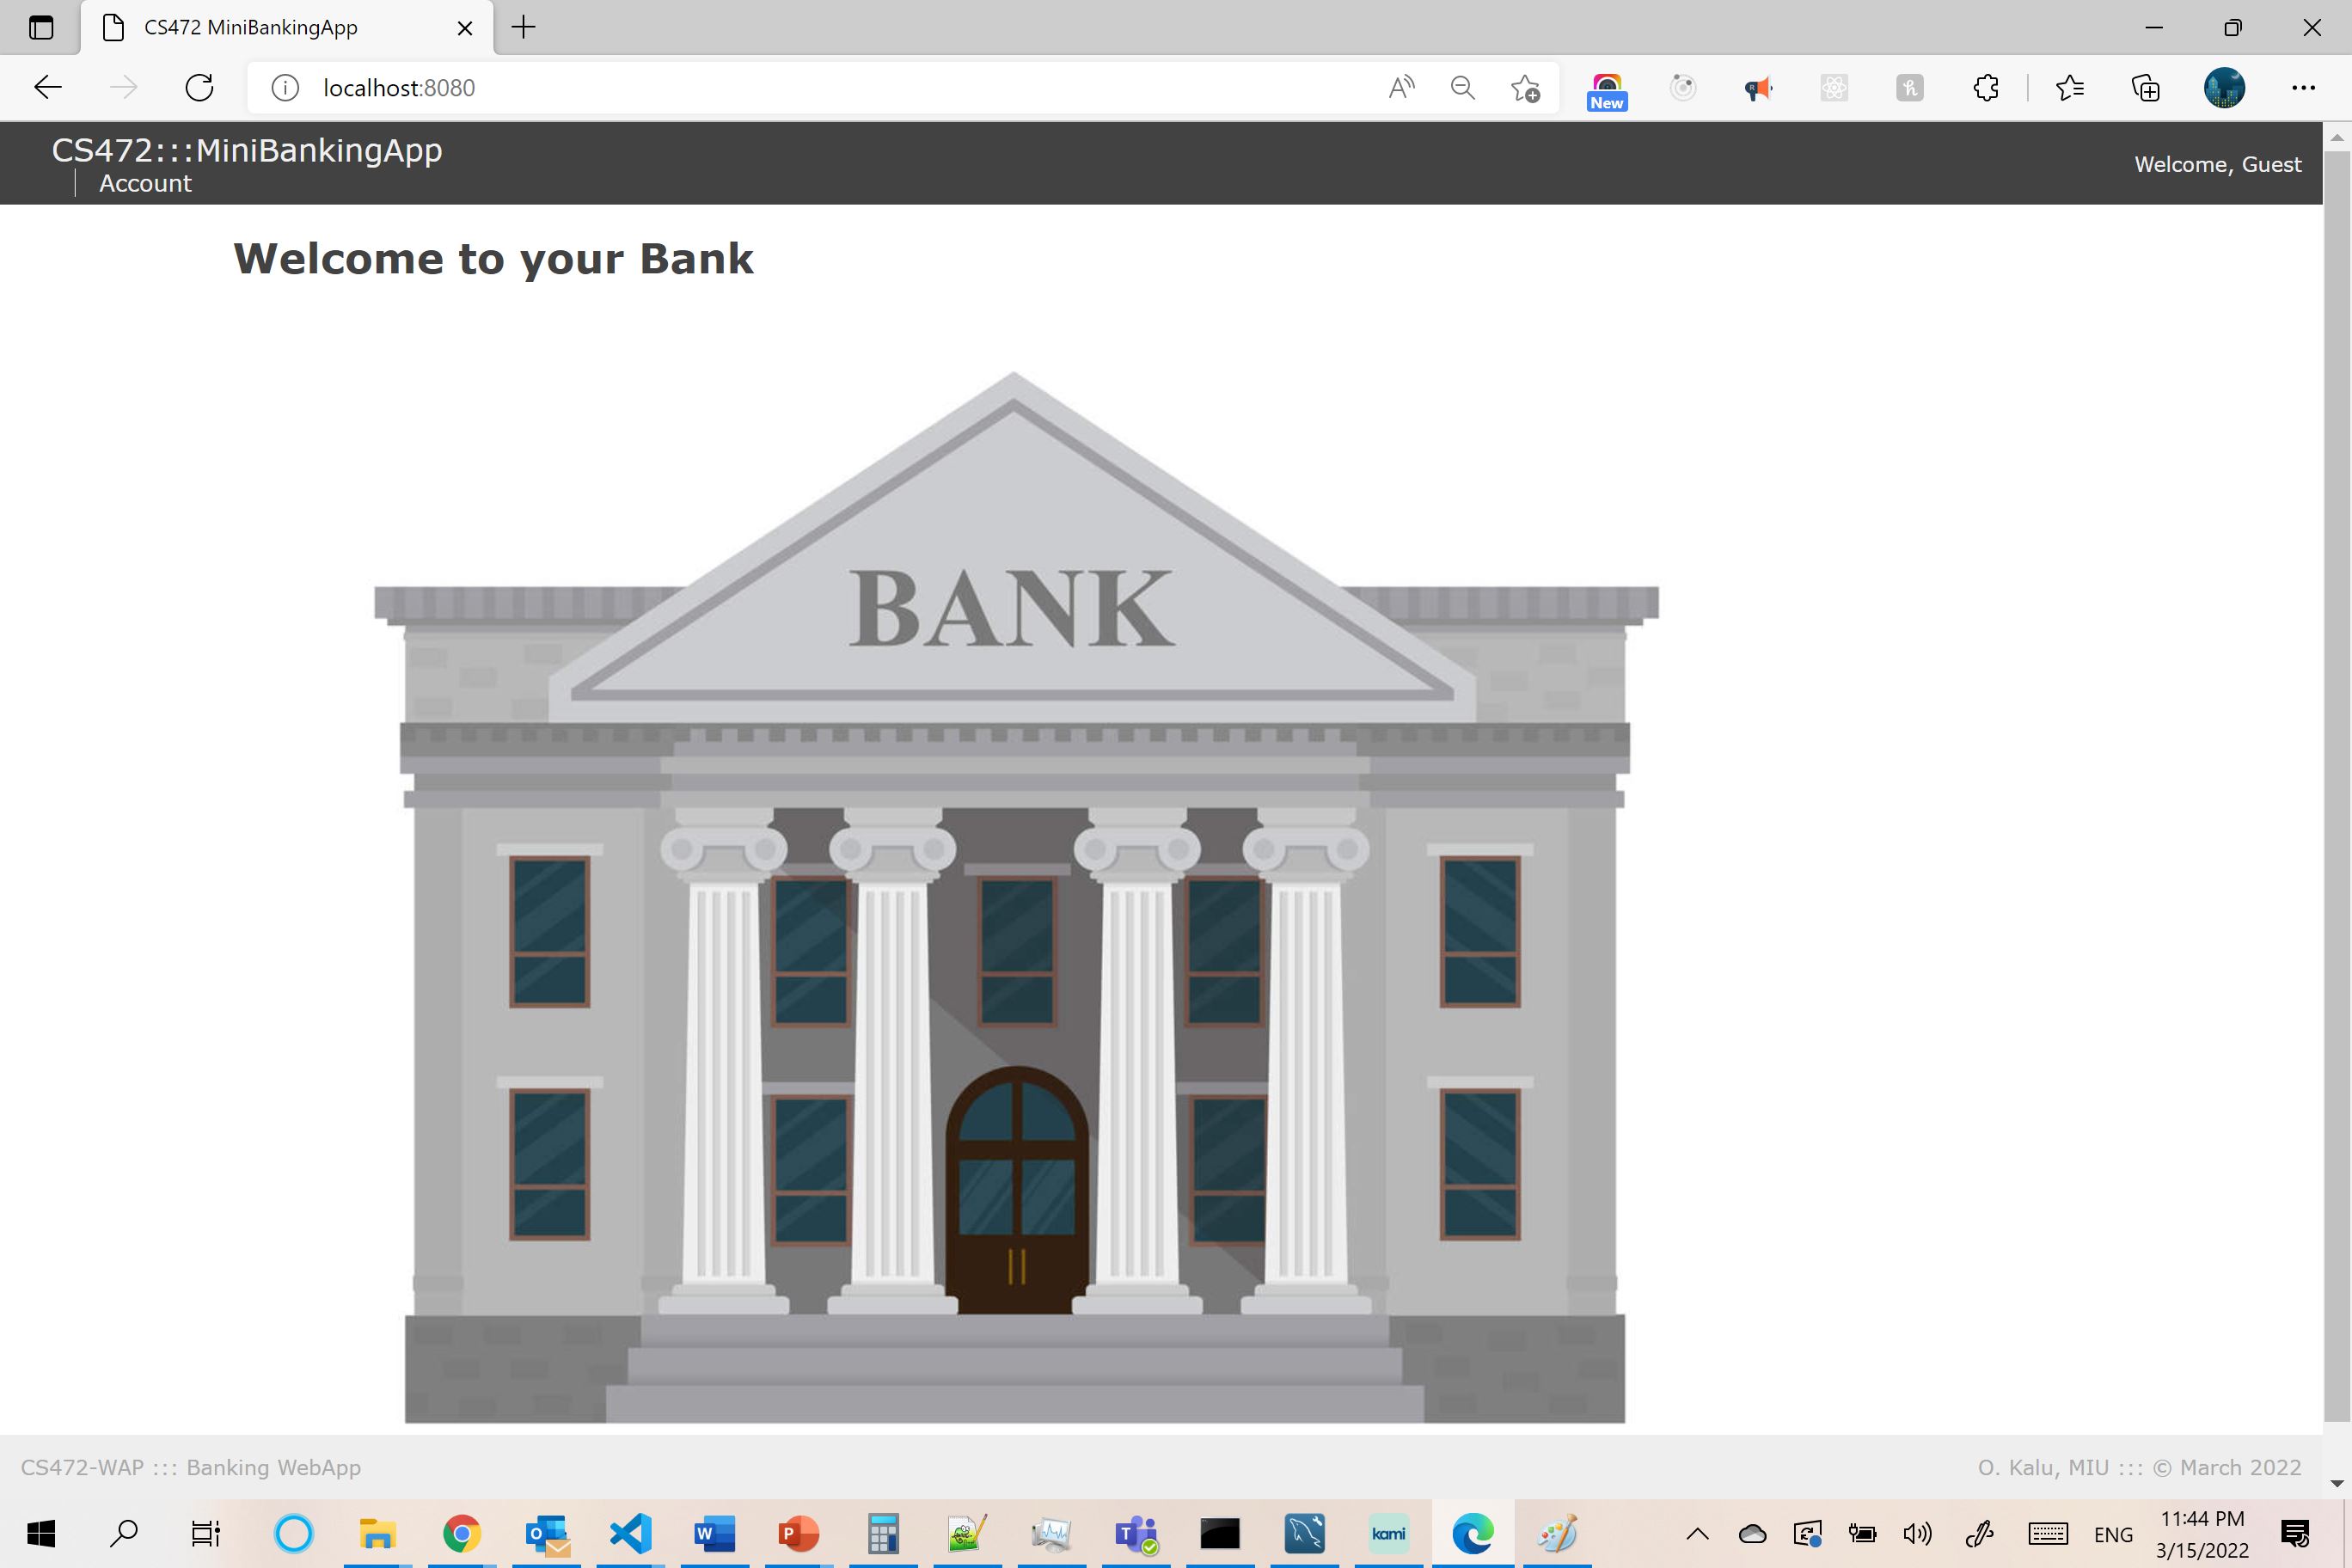 CS472 MiniBankingApp
localhost:8080
New
CS472:::MiniBankingApp
Account
Welcome, Guest
Welcome to your Bank
BANK
CS472-WAP ::: Banking WebApp
O. Kalu, MIU ::: © March 2022
kami
ENG
11:44 PM
3/15/2022